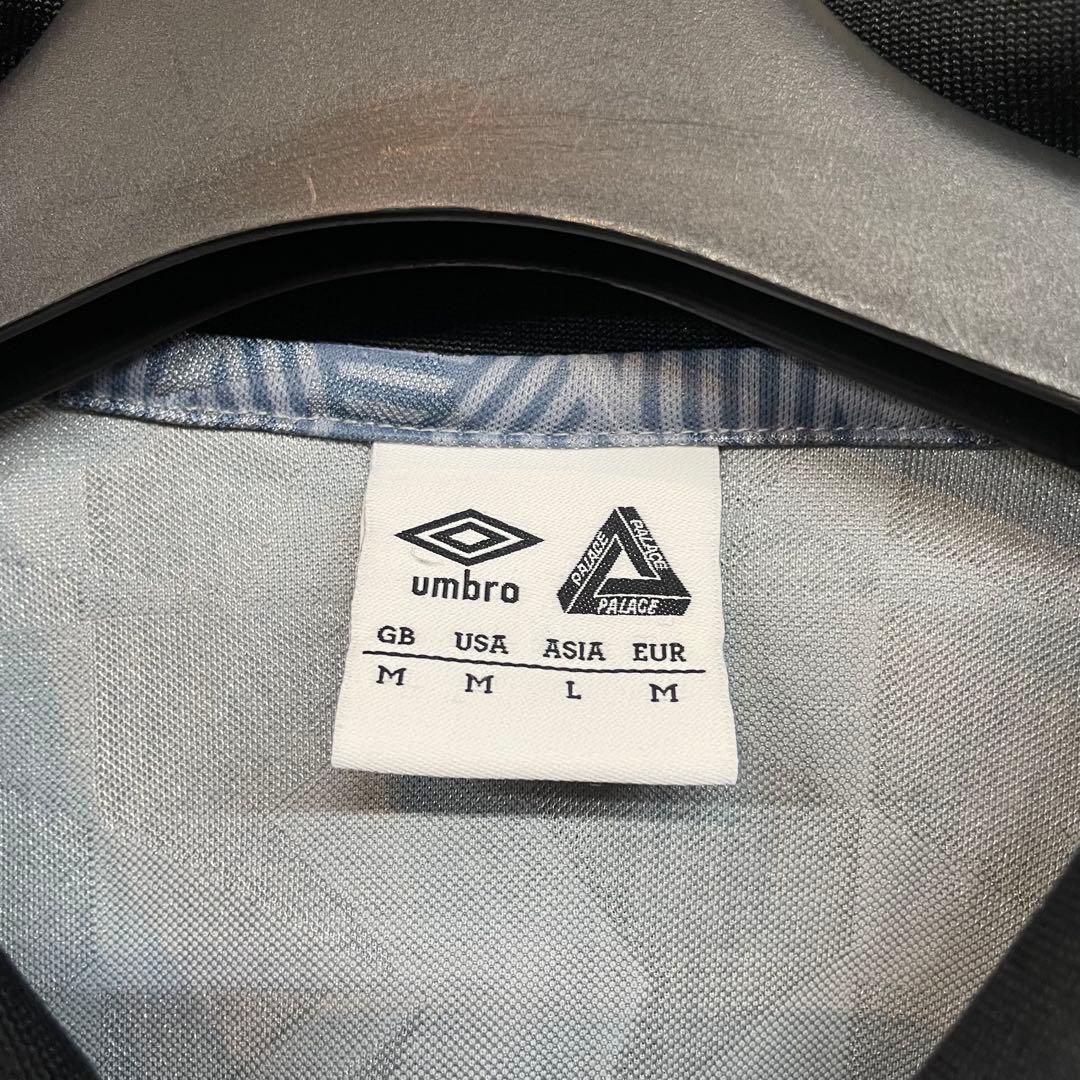 umbro
PALACE
PALACE
PALACE
GB USA ASIA EUR
M M L M